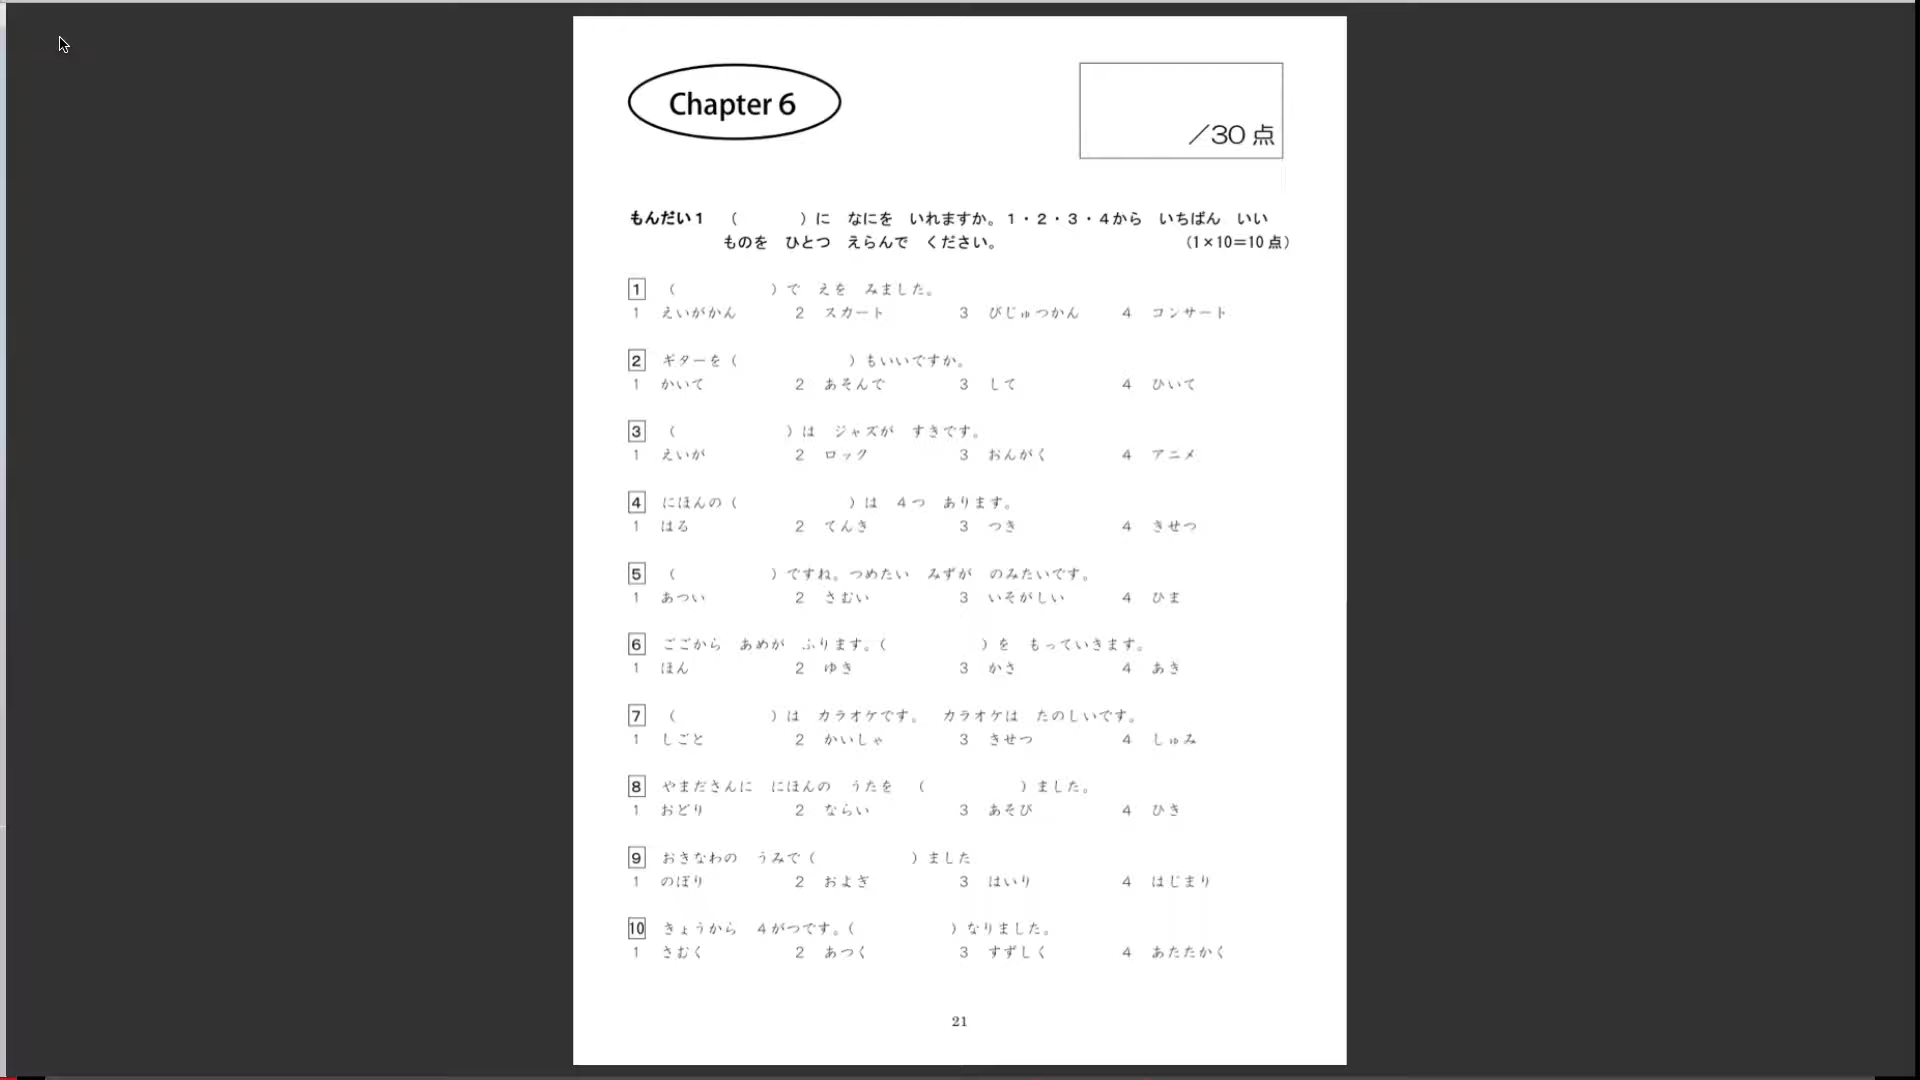 Chapter 6
／30 点
もんだい1　（　　　　）に　なにを　いれますか。1・2・3・4から　いちばん　いい
ものを　ひとつ　えらんで　ください。　（1×10＝10 点）
1　（　　　　　　）で　えを　みました。
1　えいがかん　2　スカート　3　びじゅつかん　4　コンサート
2　ギターを（　　　　　　　）もいいですか。
1　かいて　2　あそんで　3　して　4　ひいて
3　（　　　　　　　）は　ジャズが　すきです。
1　えいが　2　ロック　3　おんがく　4　アニメ
4　にほんの（　　　　　　　）は　4つ　あります。
1　はる　2　てんき　3　つき　4　きせつ
5　（　　　　　　）ですね。つめたい　みずが　のみたいです。
1　あつい　2　さむい　3　いそがしい　4　ひま
6　ごごから　あめが　ふります。（　　　　　　）を　もっていきます。
1　ほん　2　ゆき　3　かさ　4　あき
7　（　　　　　　）は　カラオケです。　カラオケは　たのしいです。
1　しごと　2　かいしゃ　3　きせつ　4　しゅみ
8　やまださんに　にほんの　うたを　（　　　　　　）ました。
1　おどり　2　ならい　3　あそび　4　ひき
9　おきなわの　うみで（　　　　　　）ました
1　のぼり　2　およぎ　3　はいり　4　はじまり
10　きょうから　4がつです。（　　　　　　）なりました。
1　さむく　2　あつく　3　すずしく　4　あたたかく
21